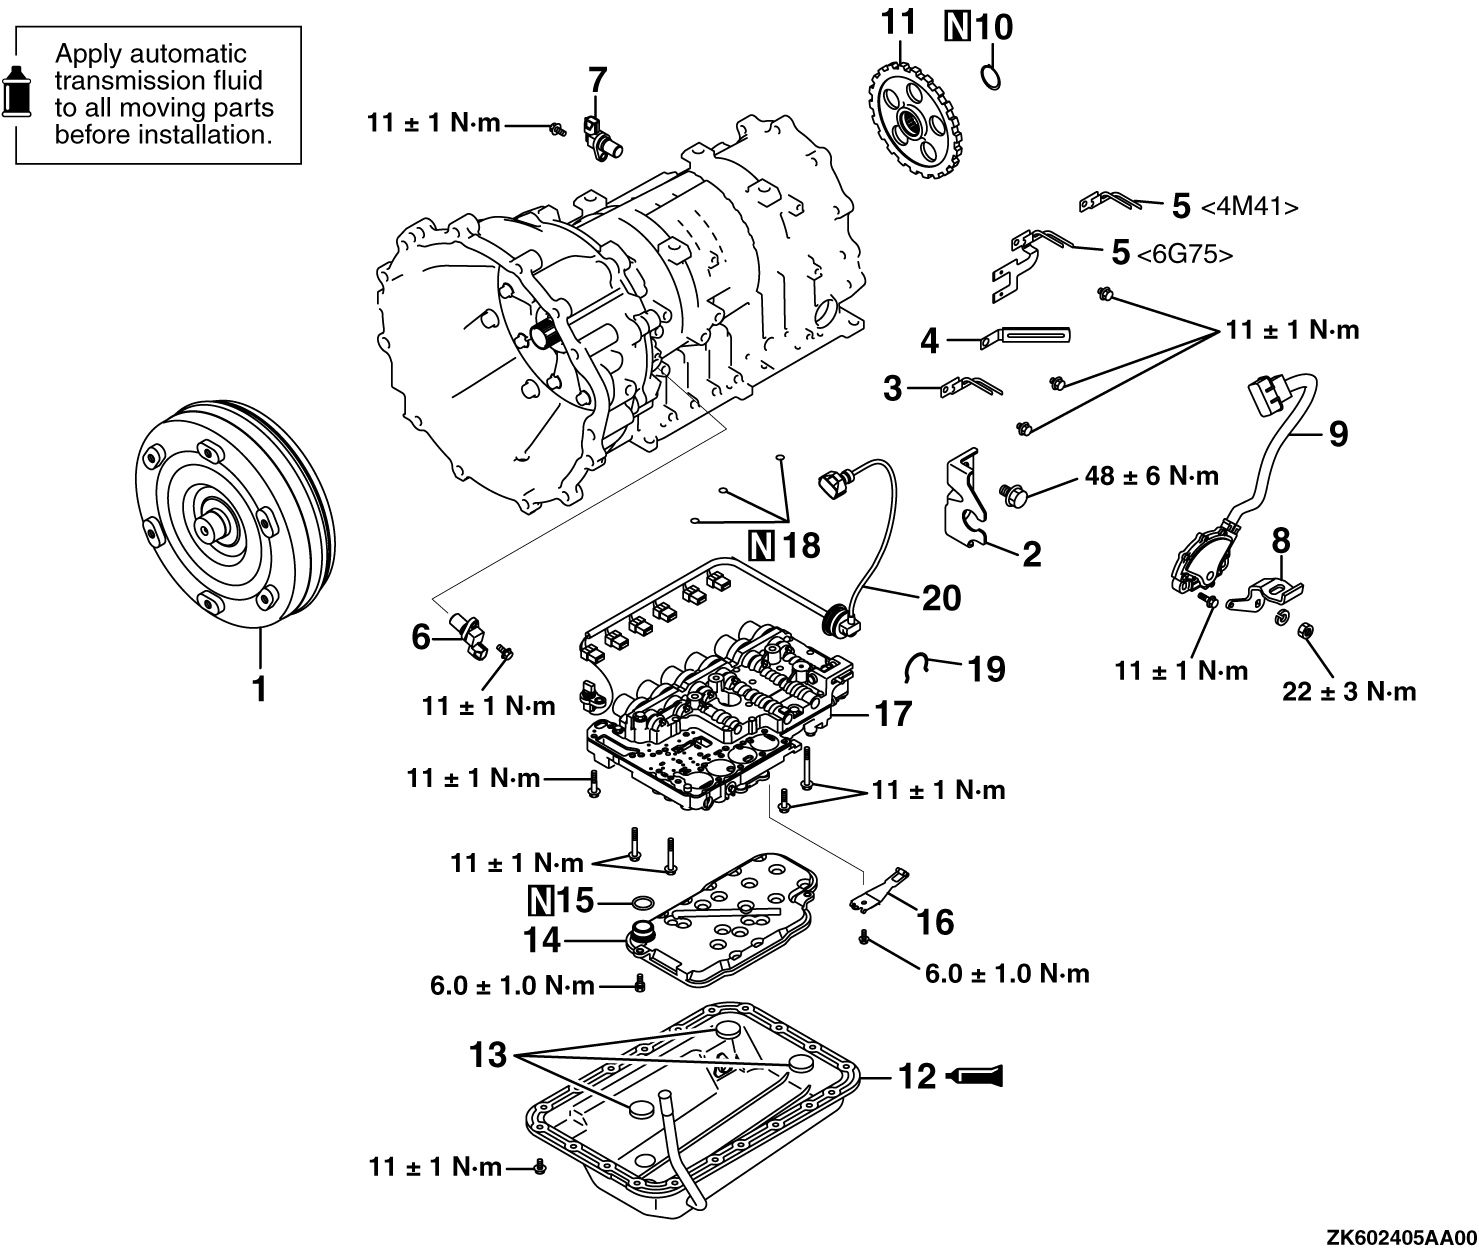 Apply automatic
transmission fluid
to all moving parts
before installation.
11
N 10
7
11 ± 1 N·m
5 <4M41>
5 <6G75>
11 ± 1 N·m
4
3
9
48 ± 6 N·m
2
N 18
8
20
6
1
19
11 ± 1 N·m
22 ± 3 N·m
11 ± 1 N·m
17
11 ± 1 N·m
11 ± 1 N·m
11 ± 1 N·m
N 15
14
16
6.0 ± 1.0 N·m
6.0 ± 1.0 N·m
13
12
11 ± 1 N·m
ZK602405AA00